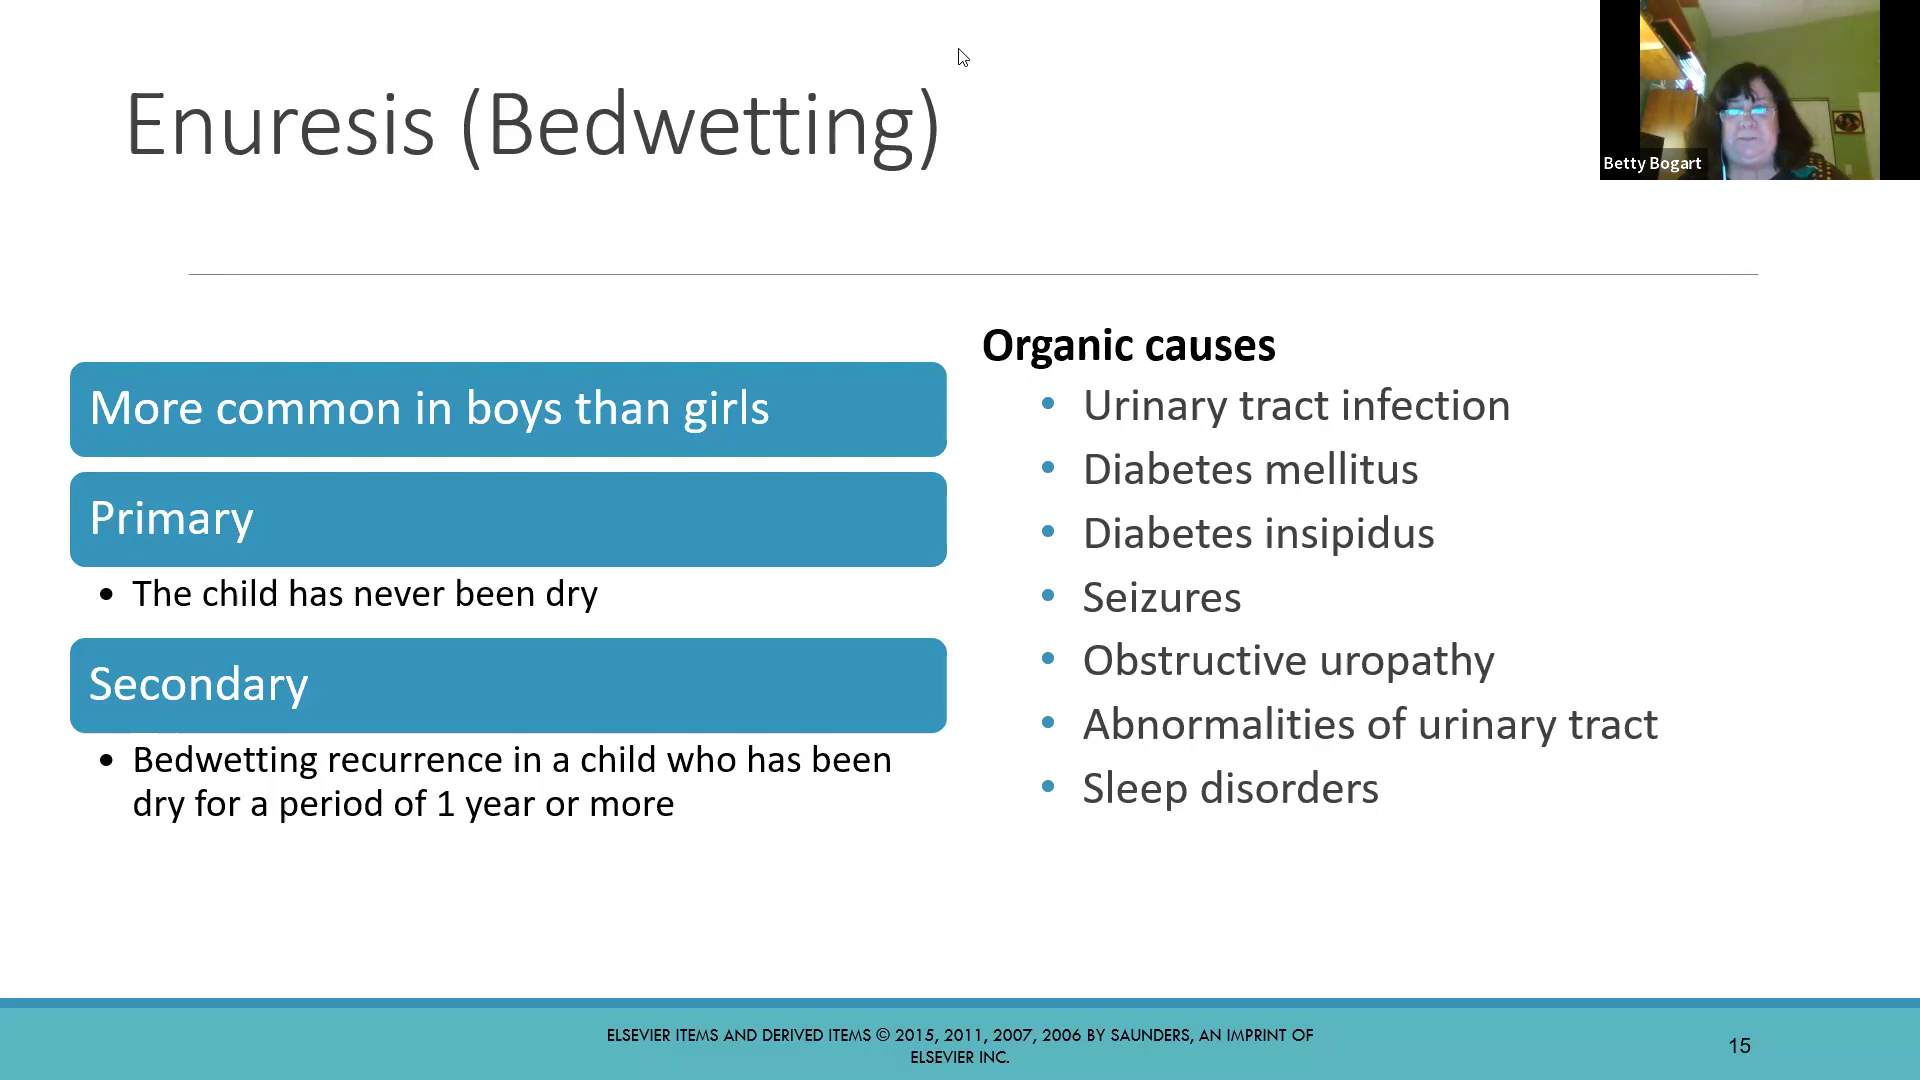 Enuresis (Bedwetting)
Betty Bogart
More common in boys than girls
Primary
• The child has never been dry
Secondary
• Bedwetting recurrence in a child who has been
dry for a period of 1 year or more
Organic causes
• Urinary tract infection
• Diabetes mellitus
• Diabetes insipidus
• Seizures
• Obstructive uropathy
• Abnormalities of urinary tract
• Sleep disorders
ELSEVIER ITEMS AND DERIVED ITEMS © 2015, 2011, 2007, 2006 BY SAUNDERS, AN IMPRINT OF
ELSEVIER INC.
15